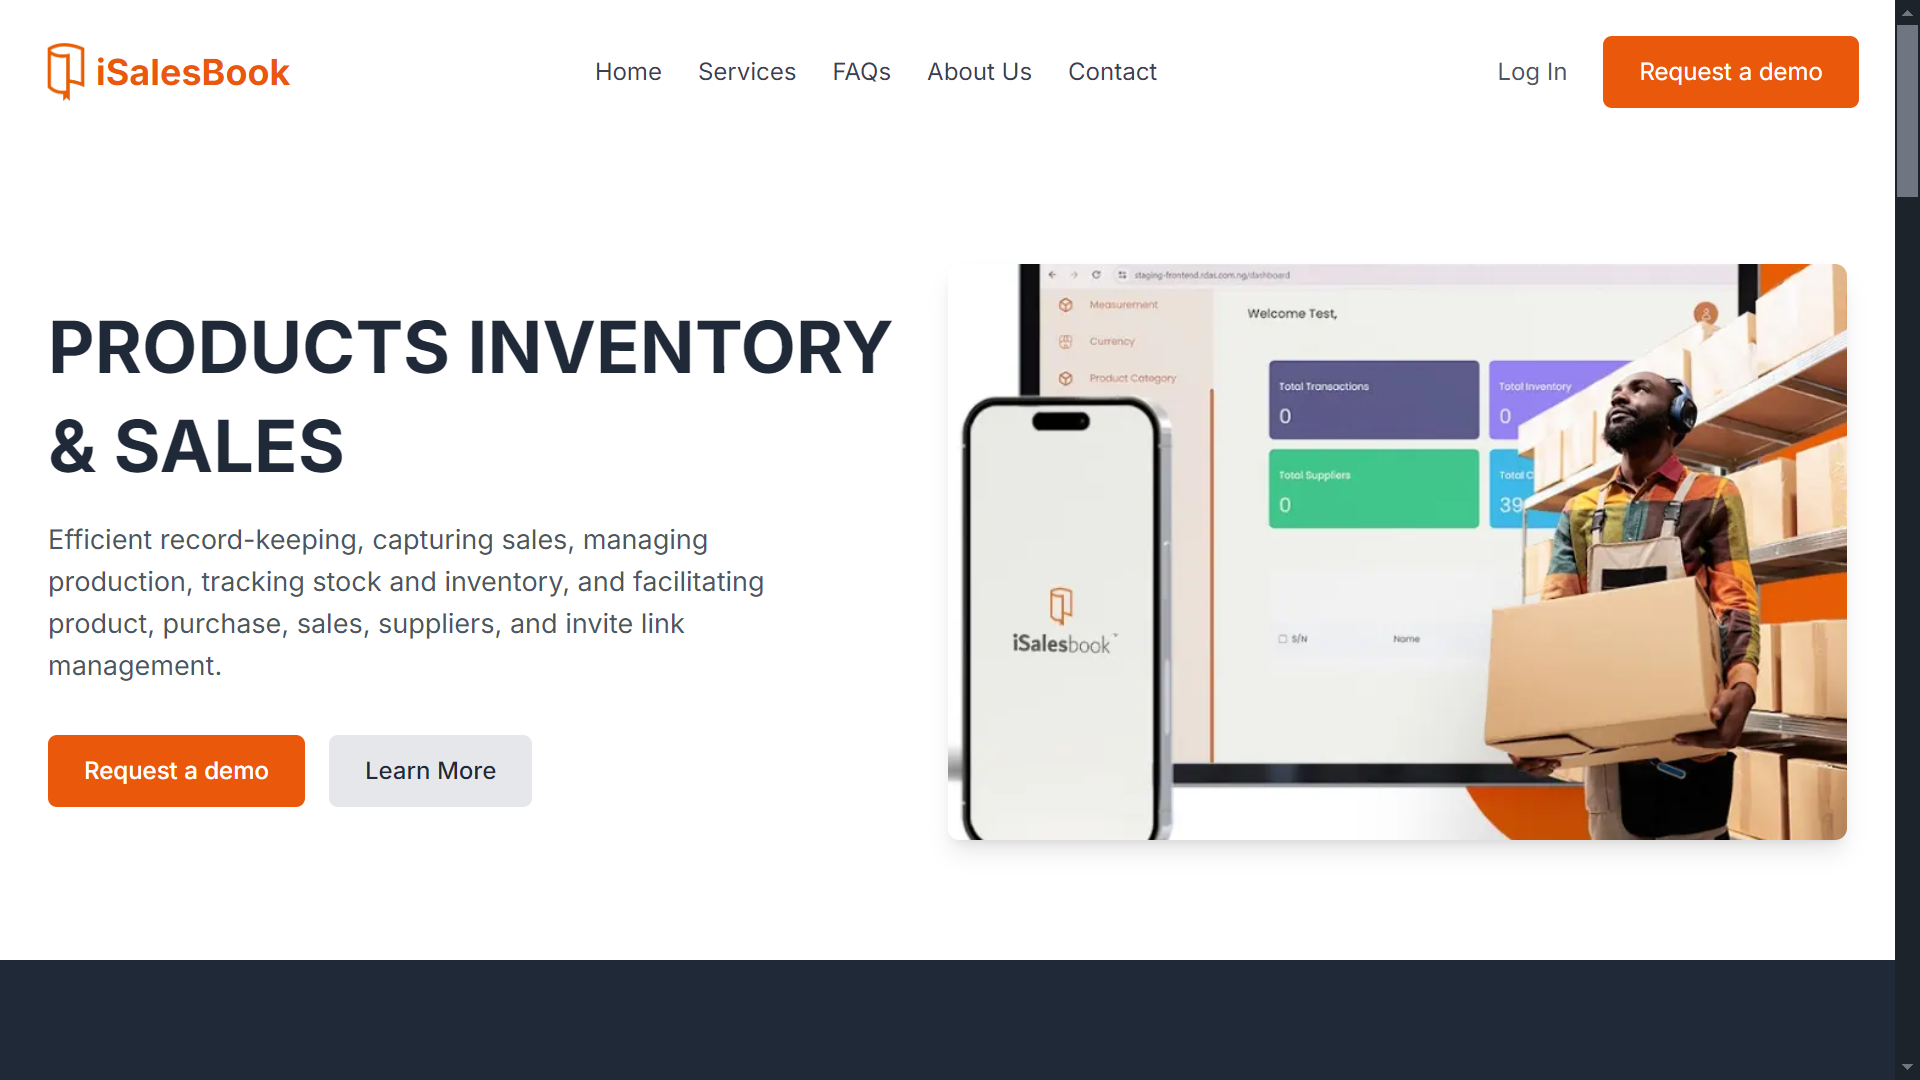 iSalesBook
Home Services FAQs About Us Contact
Log In
Request a demo
PRODUCTS INVENTORY
& SALES
Efficient record-keeping, capturing sales, managing
production, tracking stock and inventory, and facilitating
product, purchase, sales, suppliers, and invite link
management.
Request a demo
Learn More
staging-frontend.rdas.com.ng/dashboard
Measurement
Currency
Product Category
Welcome Test,
Total Transactions
0
Total Inventory
0
Total Suppliers
0
Total C
39
S/N
Name
iSalesbook